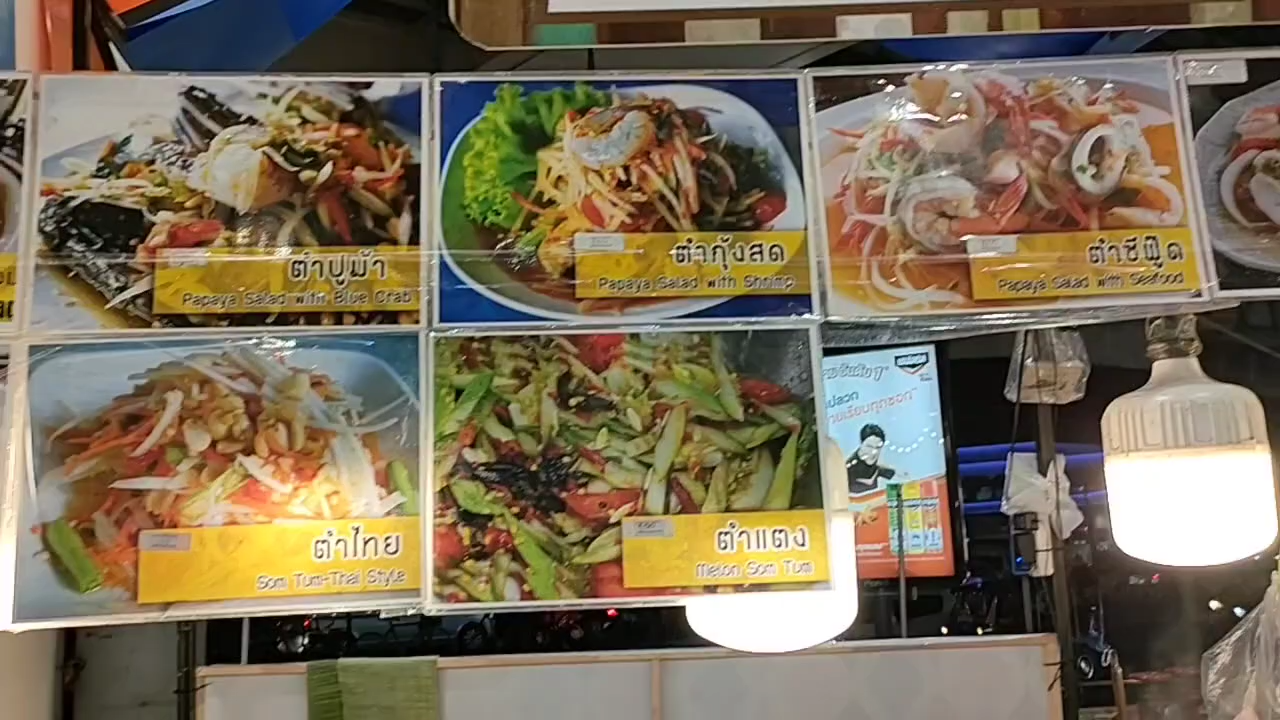 ตำปูม้า
Papaya Salad with Blue Crab
ตำกุ้งสด
Papaya Salad with Shrimp
ตำซีฟู๊ด
Papaya Salad with Seafood
ตำไทย
Som Tum-Thai Style
ตำแตง
Melon Som Tum